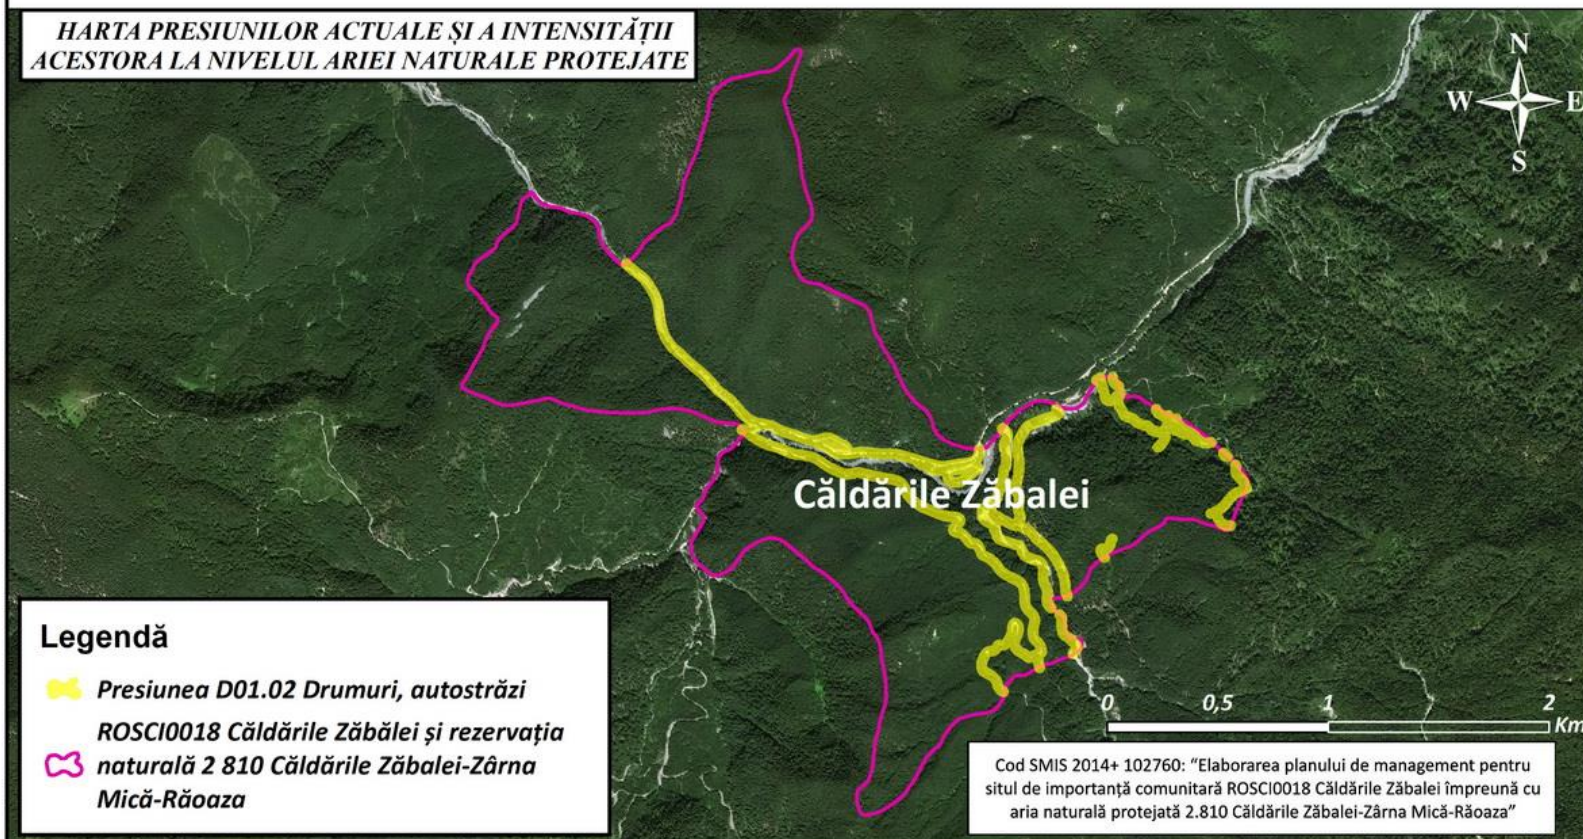 HARTA PRESIUNILOR ACTUALE ȘI A INTENSITĂȚII
ACESTORA LA NIVELUL ARIEI NATURALE PROTEJATE
N
W E
S
Căldările Zăbalei
Legendă
Presiunea D01.02 Drumuri, autostrăzi
ROSCI0018 Căldările Zăbălei și rezervația
naturală 2 810 Căldările Zăbalei-Zârna
Mică-Răoaza
0 0,5 1 2
Km
Cod SMIS 2014+ 102760: “Elaborarea planului de management pentru
situl de importanță comunitară ROSCI0018 Căldările Zăbalei împreună cu
aria naturală protejată 2.810 Căldările Zăbalei-Zârna Mică-Răoaza”